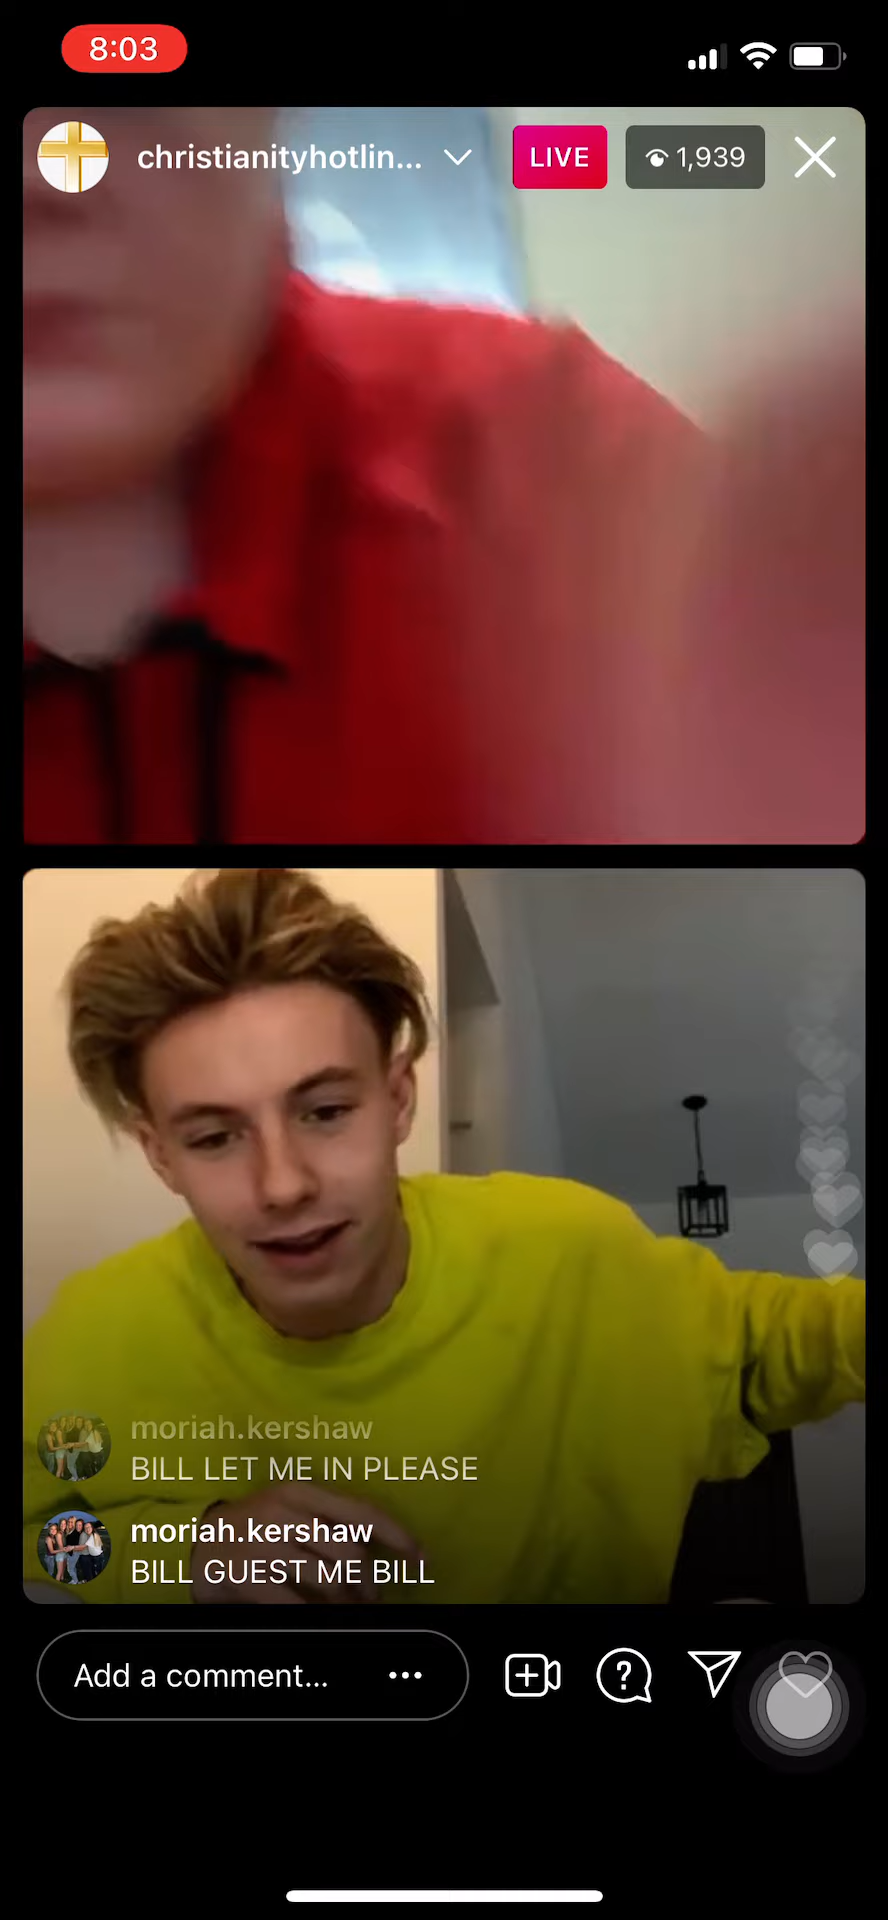 8:03
christianityhotlin...
LIVE
1,939
moriah.kershaw
BILL LET ME IN PLEASE
moriah.kershaw
BILL GUEST ME BILL
Add a comment...